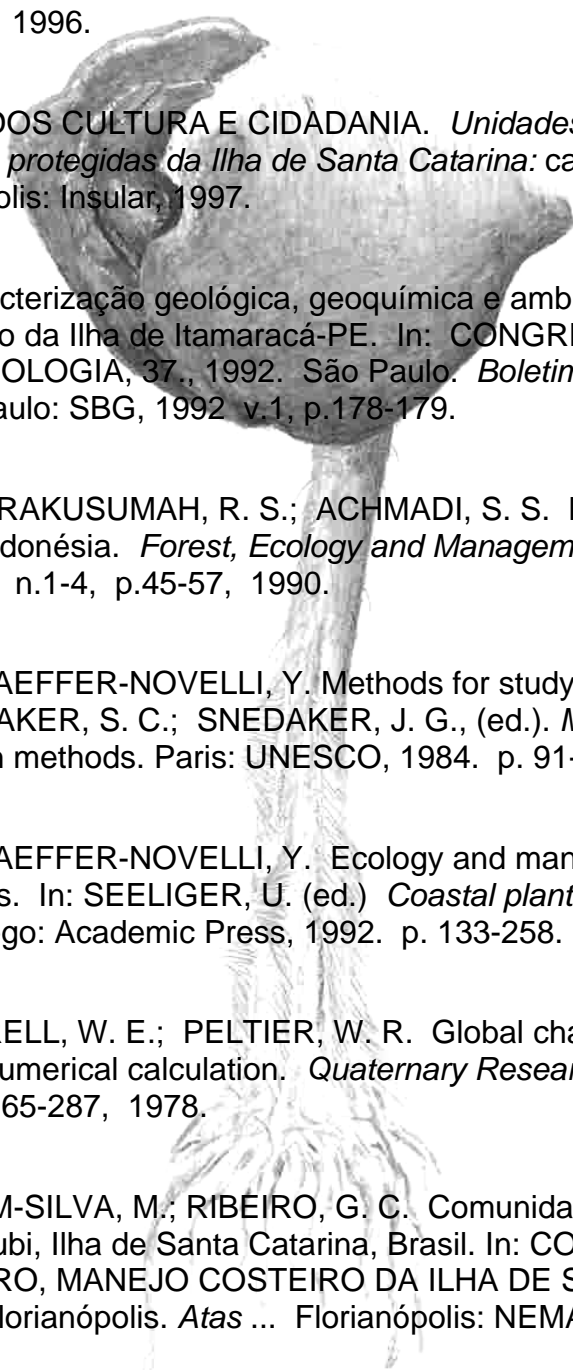 1996.
DOS CULTURA E CIDADANIA. Unidades
protegidas da Ilha de Santa Catarina: ca
olis: Insular, 1997.
cterização geológica, geoquímica e amb
o da Ilha de Itamaracá-PE. In: CONGRE
OLOGIA, 37., 1992. São Paulo. Boletin
aulo: SBG, 1992 v.1, p.178-179.
RAKUSUMAH, R. S.; ACHMADI, S. S.
donésia. Forest, Ecology and Managem
n.1-4, p.45-57, 1990.
AEFFER-NOVELLI, Y. Methods for study
AKER, S. C.; SNEDAKER, J. G., (ed.). M
n methods. Paris: UNESCO, 1984. p. 91-
AEFFER-NOVELLI, Y. Ecology and man
s. In: SEELIGER, U. (ed.) Coastal plant
go: Academic Press, 1992. p. 133-258.
RELL, W. E.; PELTIER, W. R. Global cha
umerical calculation. Quaternary Resear
65-287, 1978.
M-SILVA, M.; RIBEIRO, G. C. Comunida
ubi, Ilha de Santa Catarina, Brasil. In: CO
RO, MANEJO COSTEIRO DA ILHA DE S
lorianópolis. Atas ... Florianópolis: NEMA